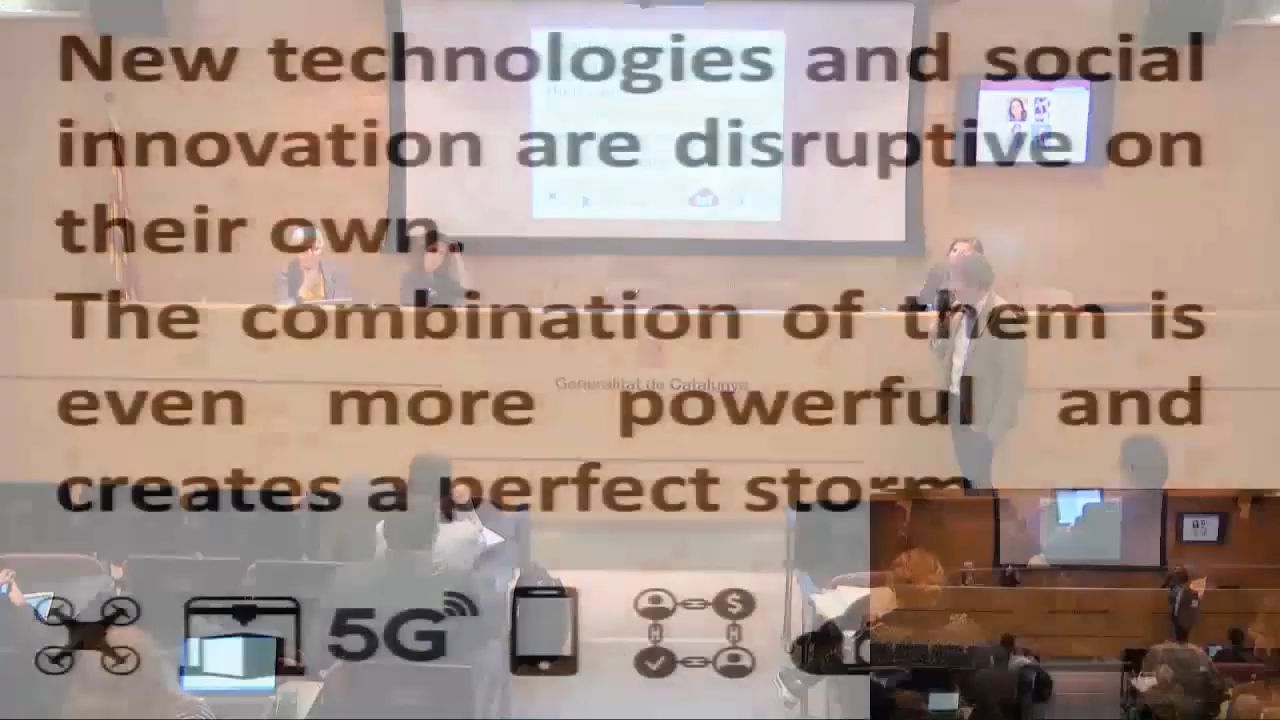 New technologies and social
innovation are disruptive on
their own.
The combination of them is
even more powerful and
Generalitat de Catalunya
creates a perfect storm
5G
$